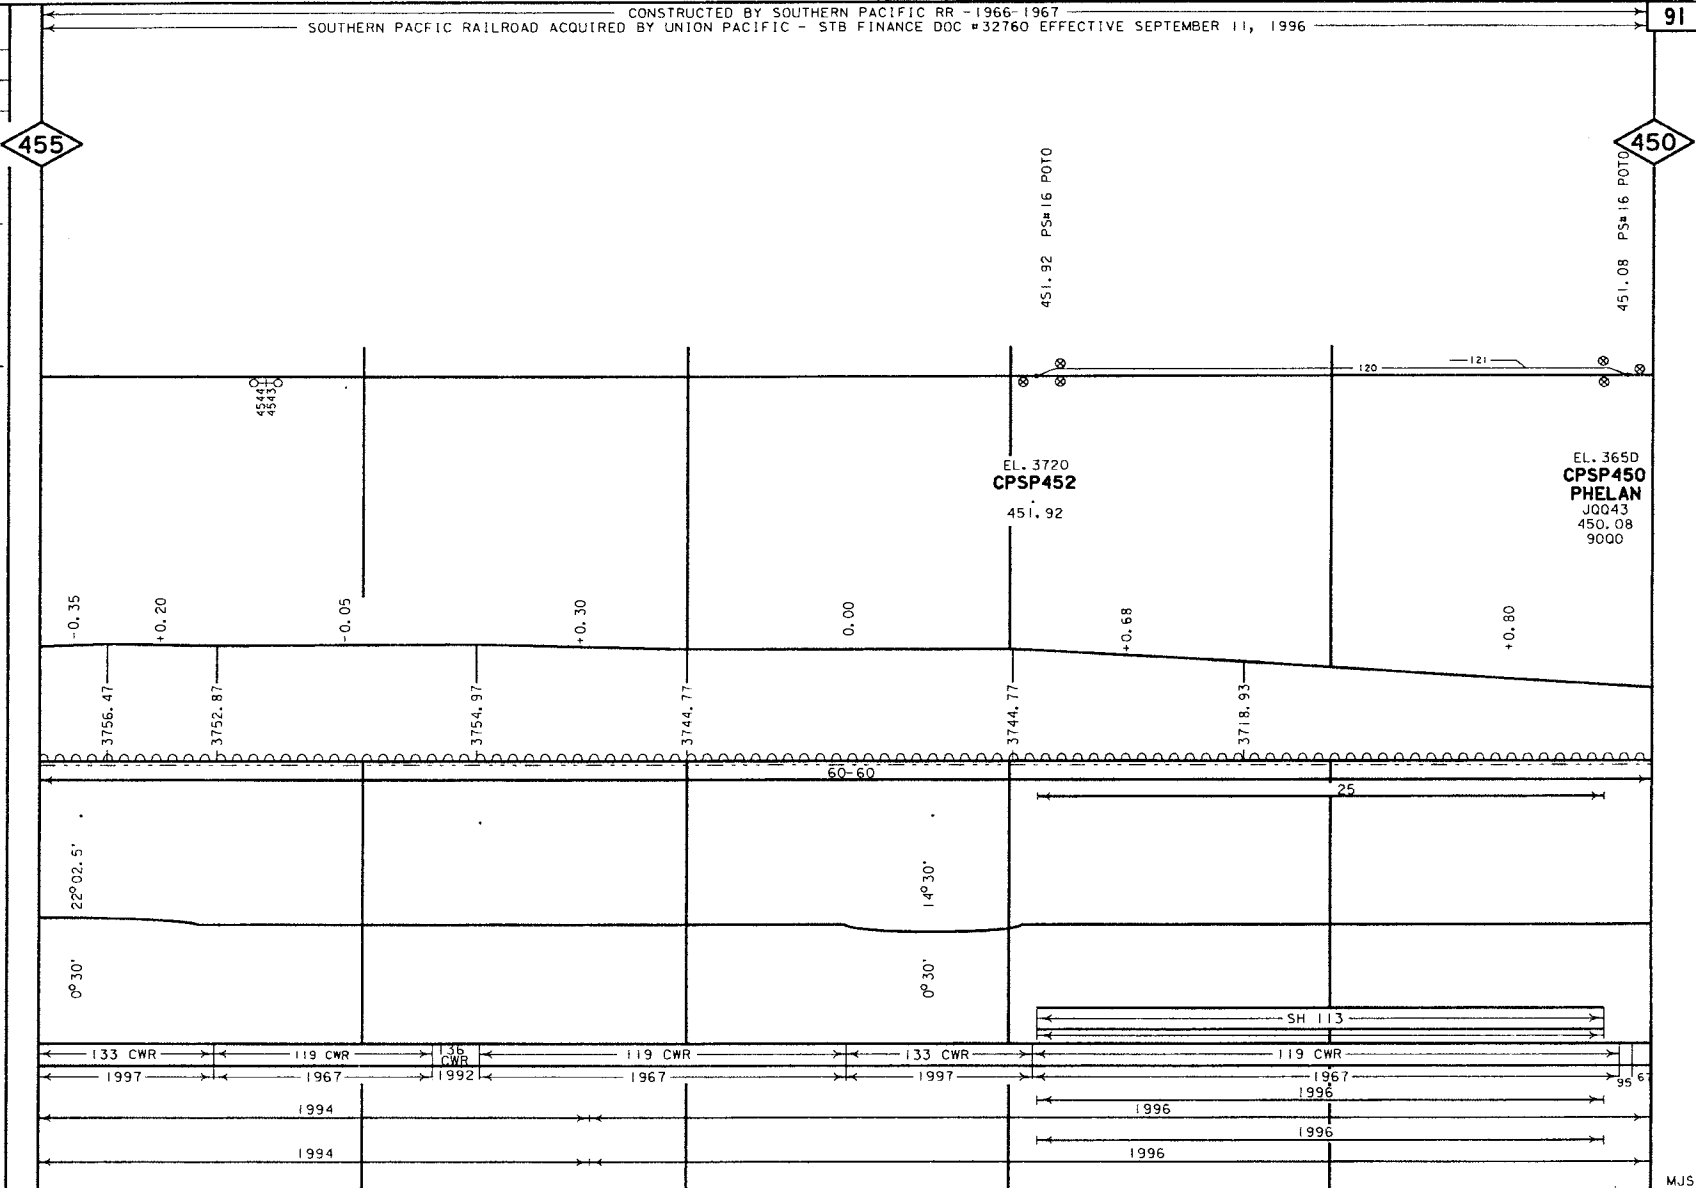 CONSTRUCTED BY SOUTHERN PACIFIC RR -1966-1967
91
SOUTHERN PACFIC RAILROAD ACQUIRED BY UNION PACIFIC - STB FINANCE DOC #32760 EFFECTIVE SEPTEMBER 11, 1996
455
450
451.92 PS#16 POTO
451.08 PS#16 POTO
4544
4543
120
121
EL. 3720
CPSP452
451.92
EL. 365D
CPSP450
PHELAN
JQQ43
450.08
90Q0
-0.35
+0.20
-0.05
+0.30
0.00
+0.68
+0.80
3756.47
3752.87
3754.97
3744.77
3744.77
3718.93
60-60
25
22°02.5'
14°30'
0°30'
0°30'
SH 113
133 CWR
119 CWR
136 CWR
119 CWR
133 CWR
119 CWR
1997
1967
1992
1967
1997
1967
95
67
1996
1994
1996
1996
1994
1996
MJS